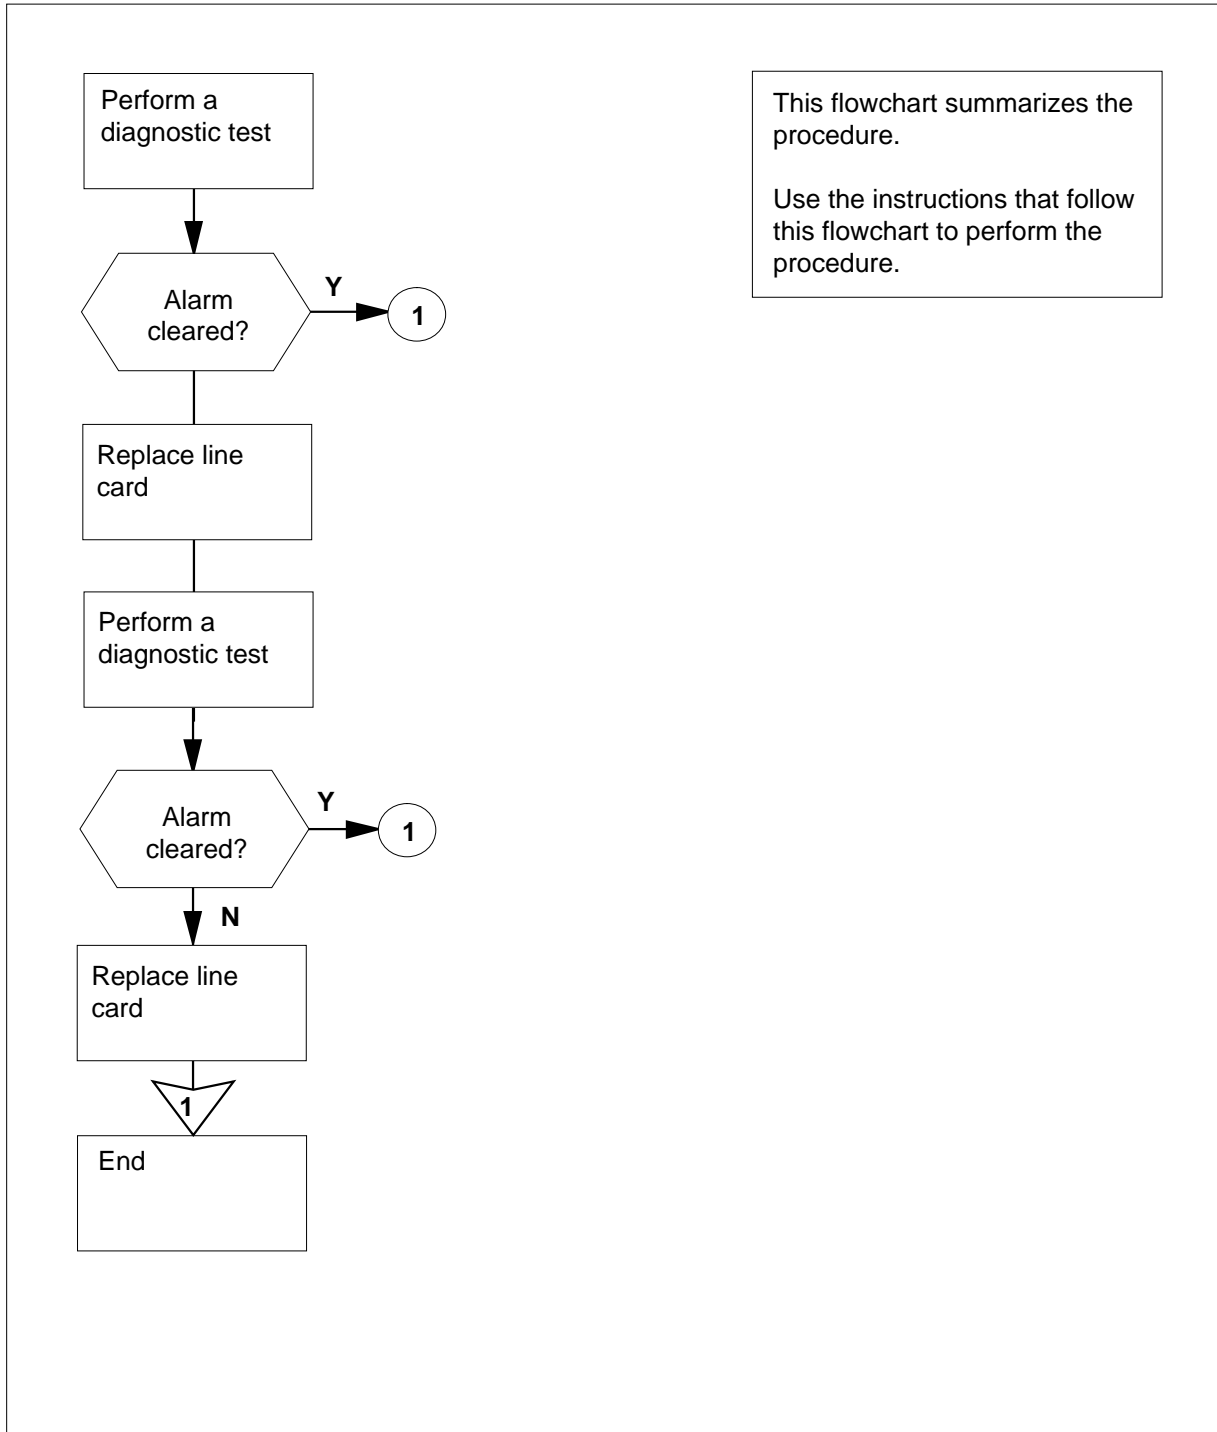 Perform a
diagnostic test
This flowchart summarizes the
procedure.
Use the instructions that follow
this flowchart to perform the
procedure.
Alarm
cleared?
Y
1
Replace line
card
Perform a
diagnostic test
Alarm
cleared?
Y
1
N
Replace line
card
1
End